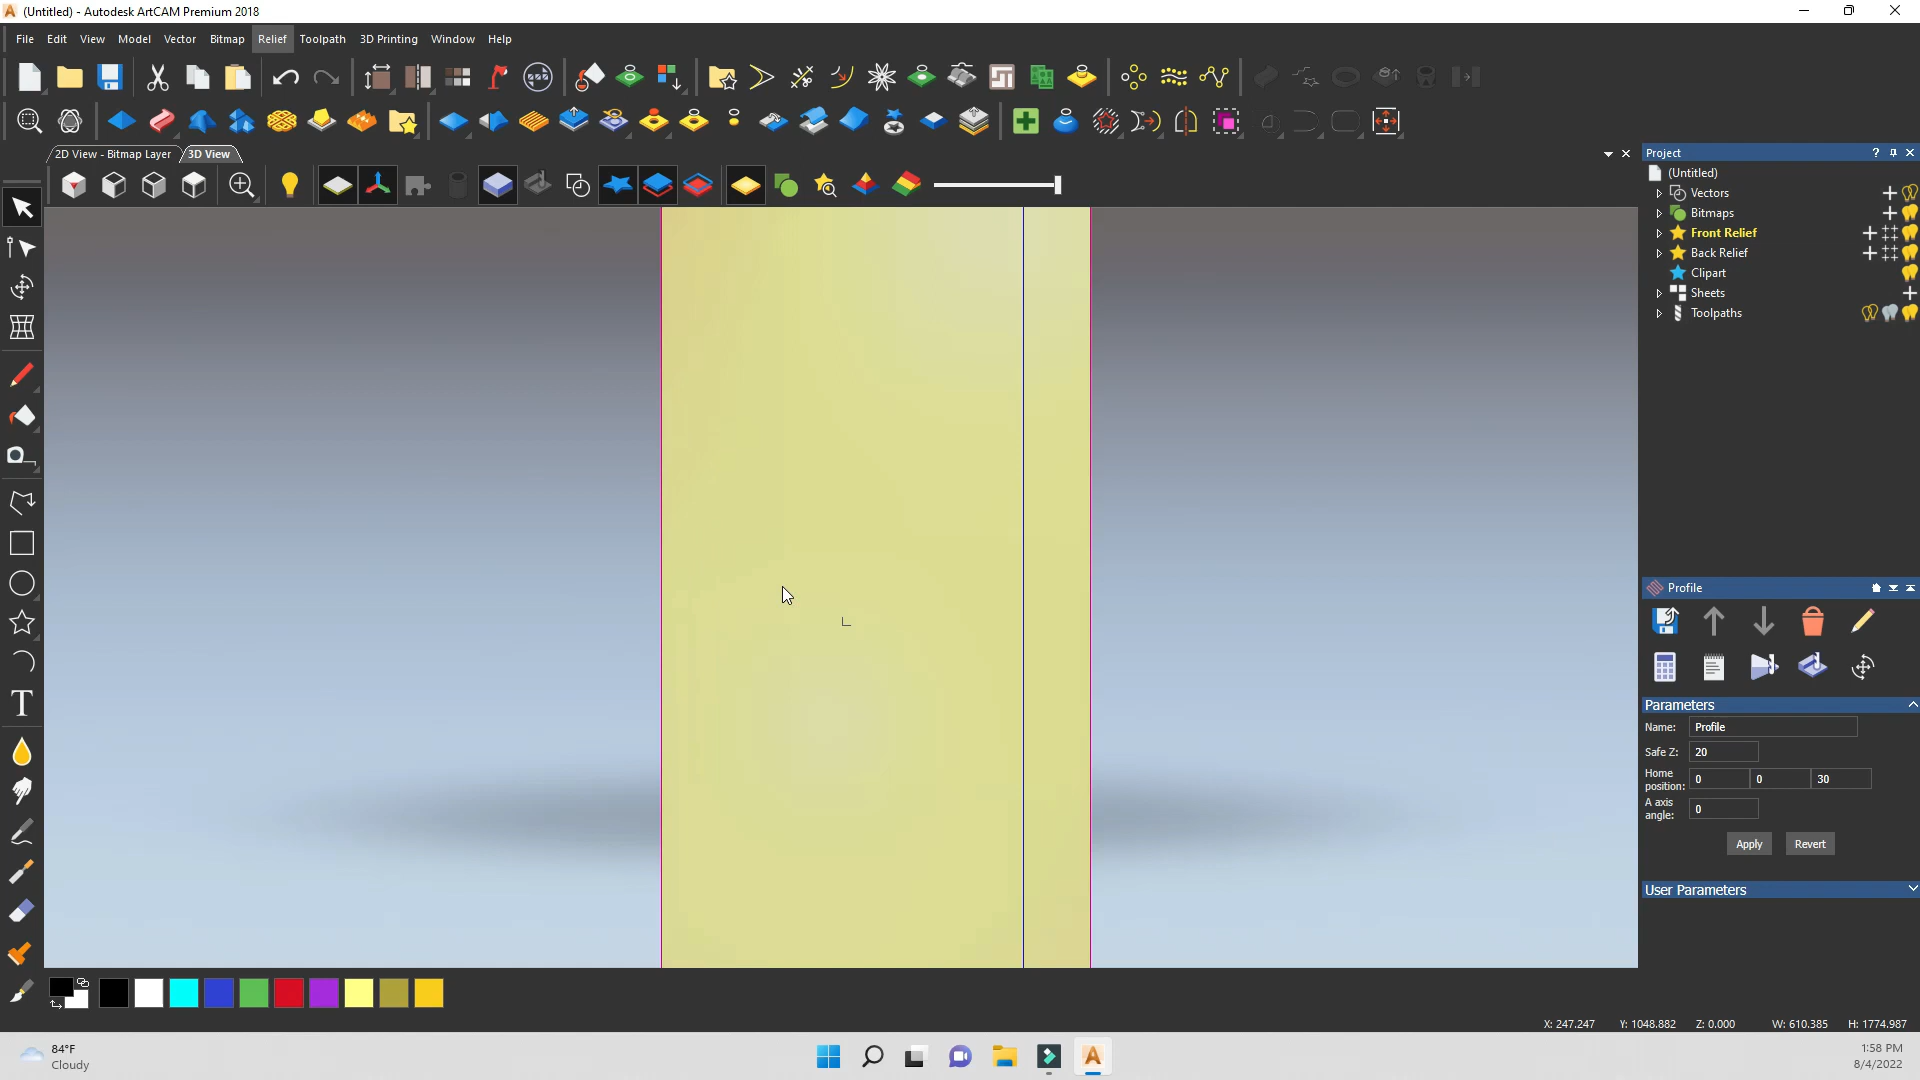 (Untitled) - Autodesk ArtCAM Premium 2018
File Edit View Model Vector Bitmap Relief Toolpath 3D Printing Window Help
2D View - Bitmap Layer 3D View
Project
(Untitled)
Vectors
Bitmaps
Front Relief
Back Relief
Clipart
Sheets
Toolpaths
Profile
Parameters
Name: Profile
Safe Z: 20
Home position: 0 0 30
A axis angle: 0
Apply Revert
User Parameters
X: 247.247 Y: 1048.882 Z: 0.000 W: 610.385 H: 1774.987
84°F
Cloudy
1:58 PM
8/4/2022